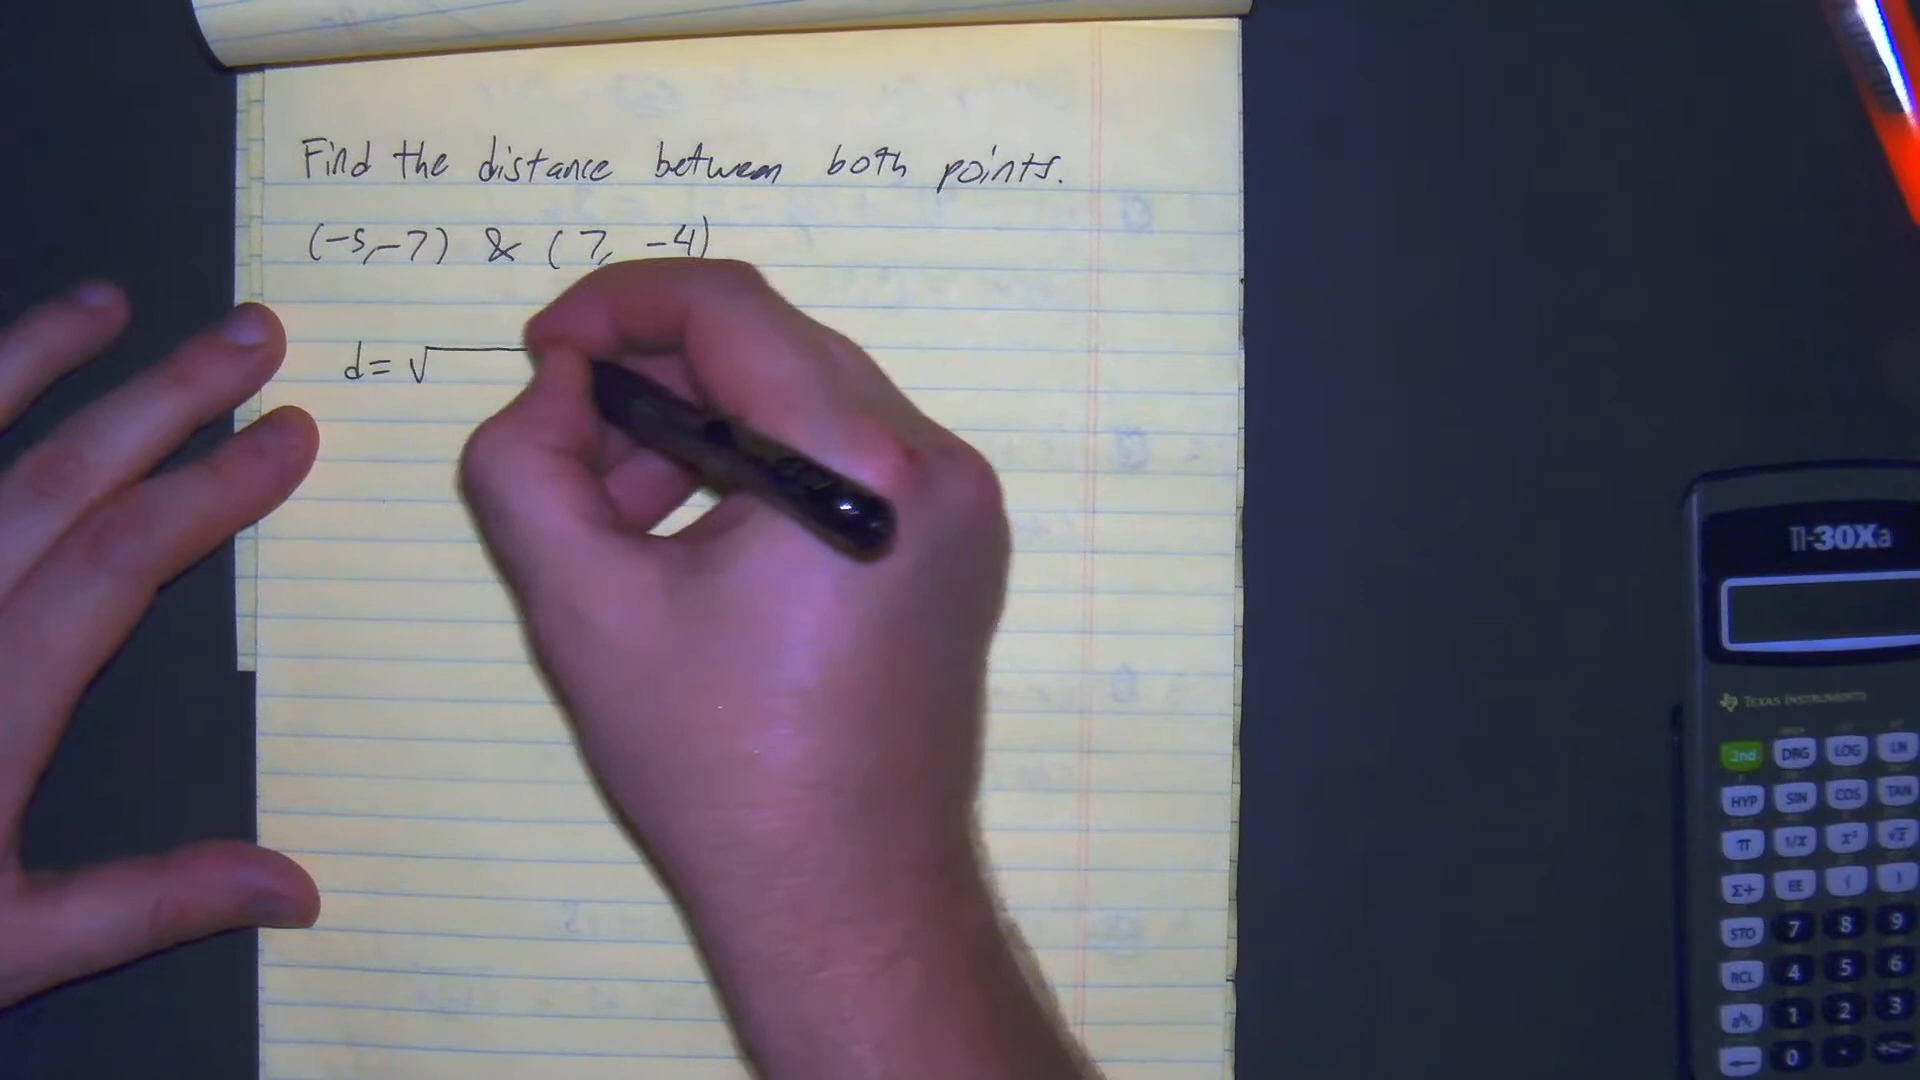 Find the distance between both points.
(-5,-7) & (7, -4)
d=√
TI-30Xa
TEXAS INSTRUMENTS
2nd DRG LOG LN
HYP SIN COS TAN
π 1/x x² √x
Σ+ EE ( )
STO 7 8 9
RCL 4 5 6
a b/c 1 2 3
← 0 .